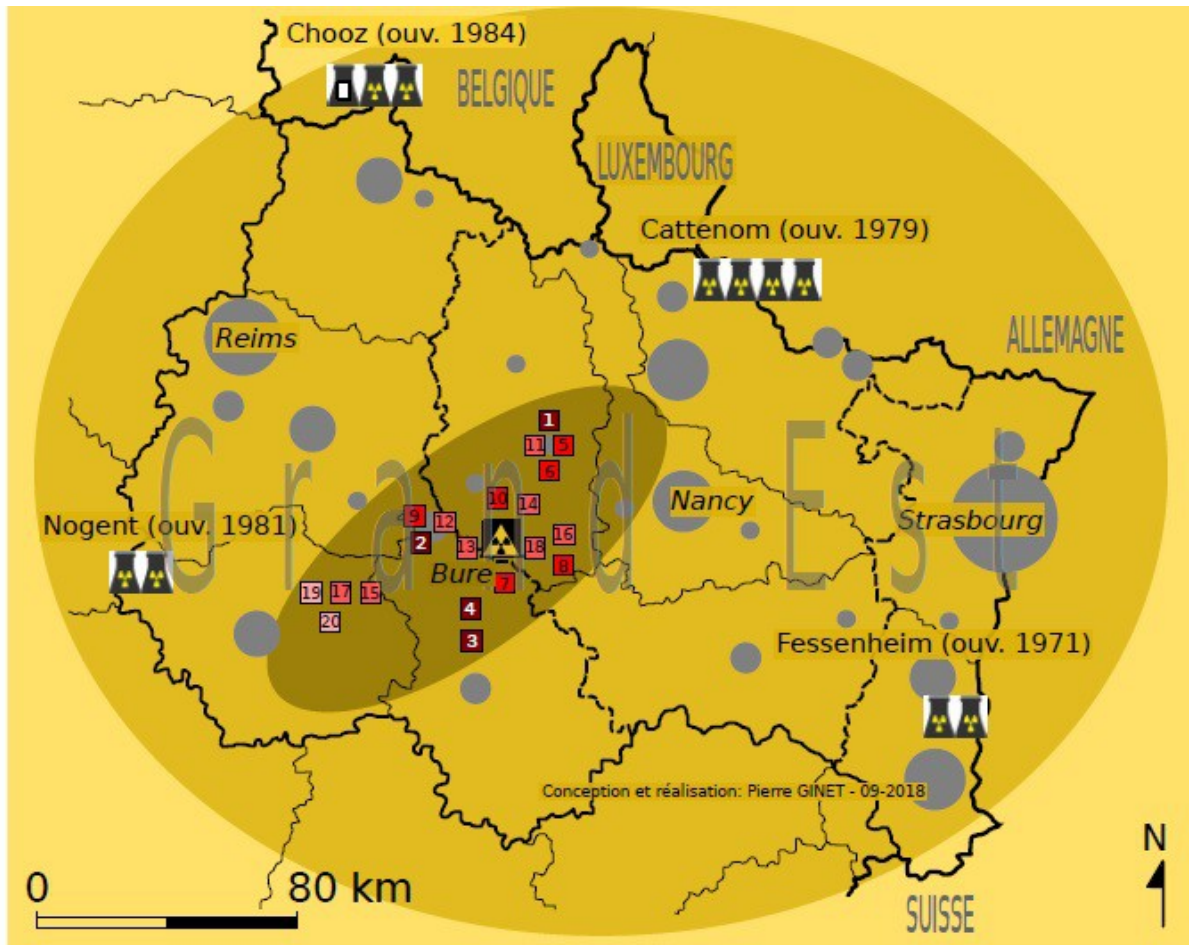 Chooz (ouv. 1984)
BELGIQUE
LUXEMBOURG
Cattenom (ouv. 1979)
ALLEMAGNE
Reims
1
11
5
6
Grand Est
10
14
Nancy
Strasbourg
Nogent (ouv. 1981)
9
12
2
13
18
16
Bure
8
7
19
17
15
4
20
3
Fessenheim (ouv. 1971)
Conception et réalisation: Pierre GINET - 09-2018
N
0
80 km
SUISSE